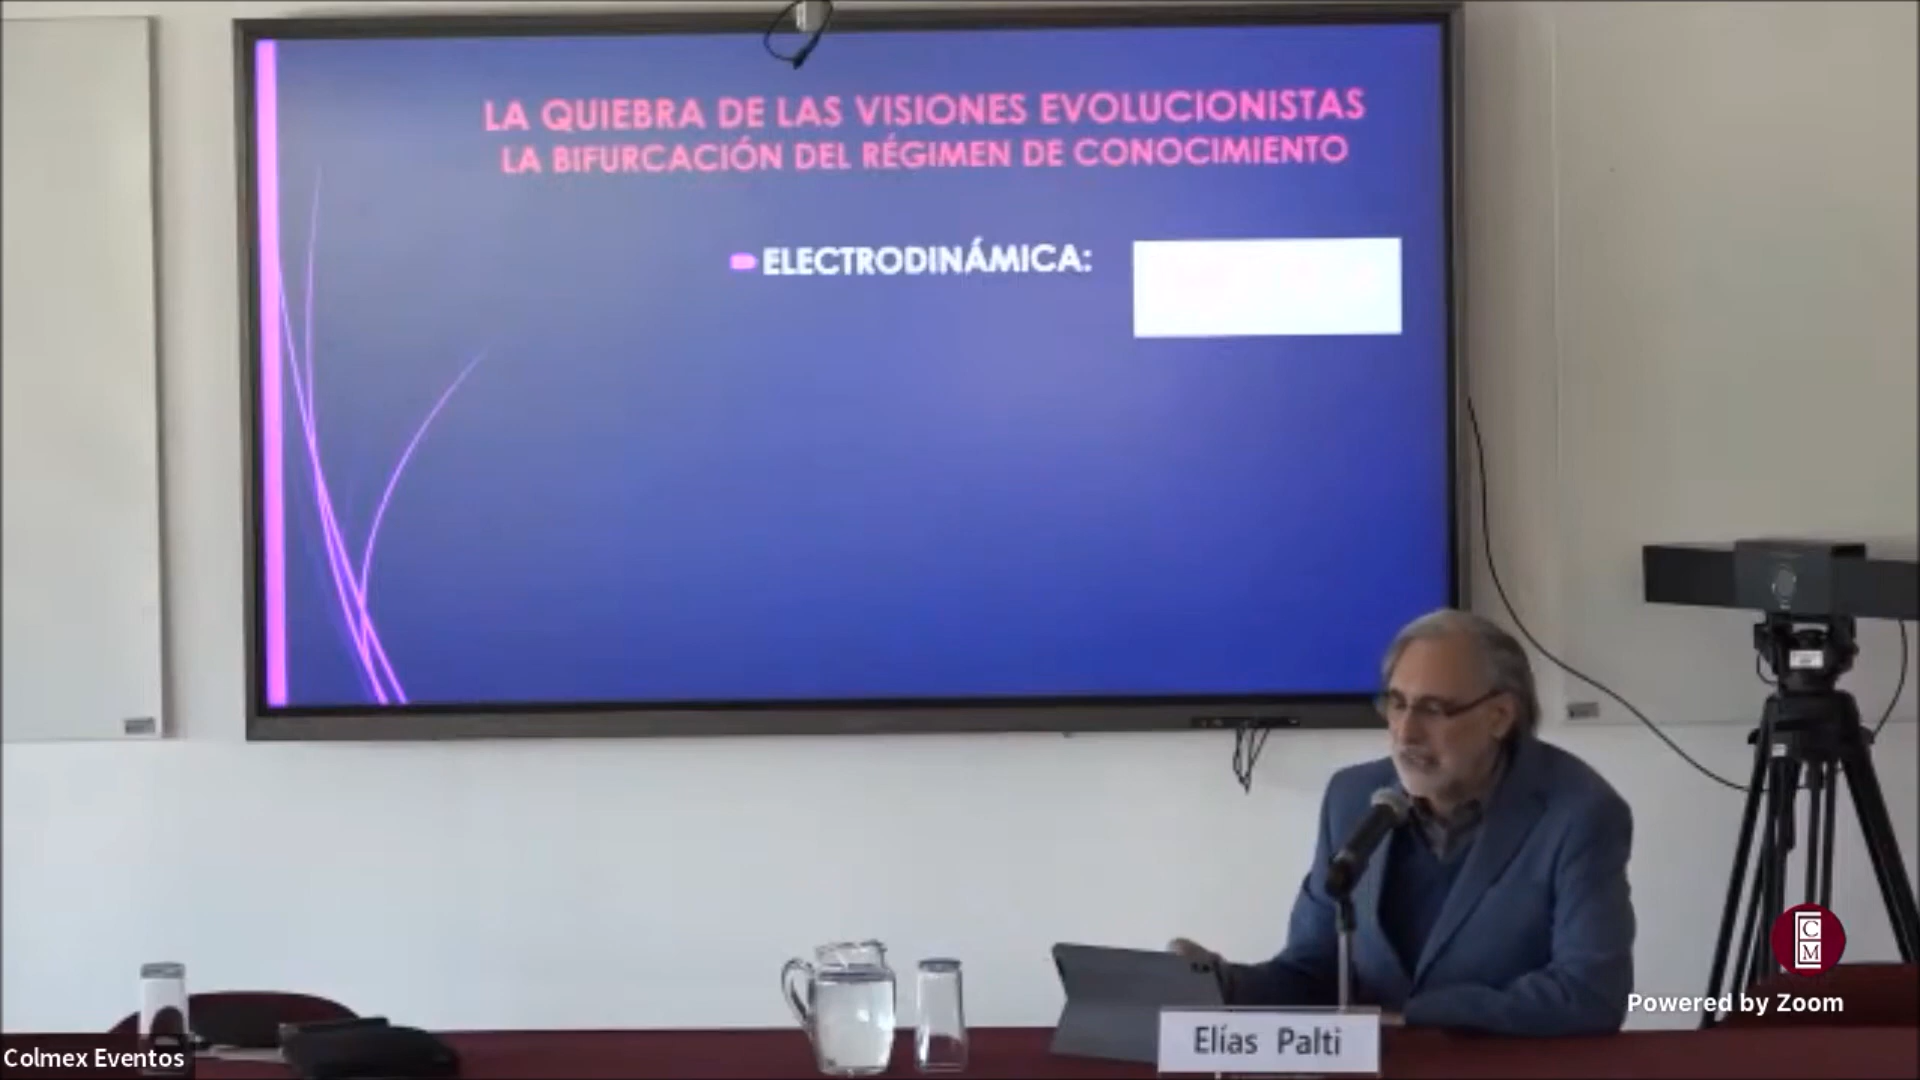 LA QUIEBRA DE LAS VISIONES EVOLUCIONISTAS
LA BIFURCACIÓN DEL RÉGIMEN DE CONOCIMIENTO
ELECTRODINÁMICA:
C
M
Powered by Zoom
Elías Palti
Colmex Eventos